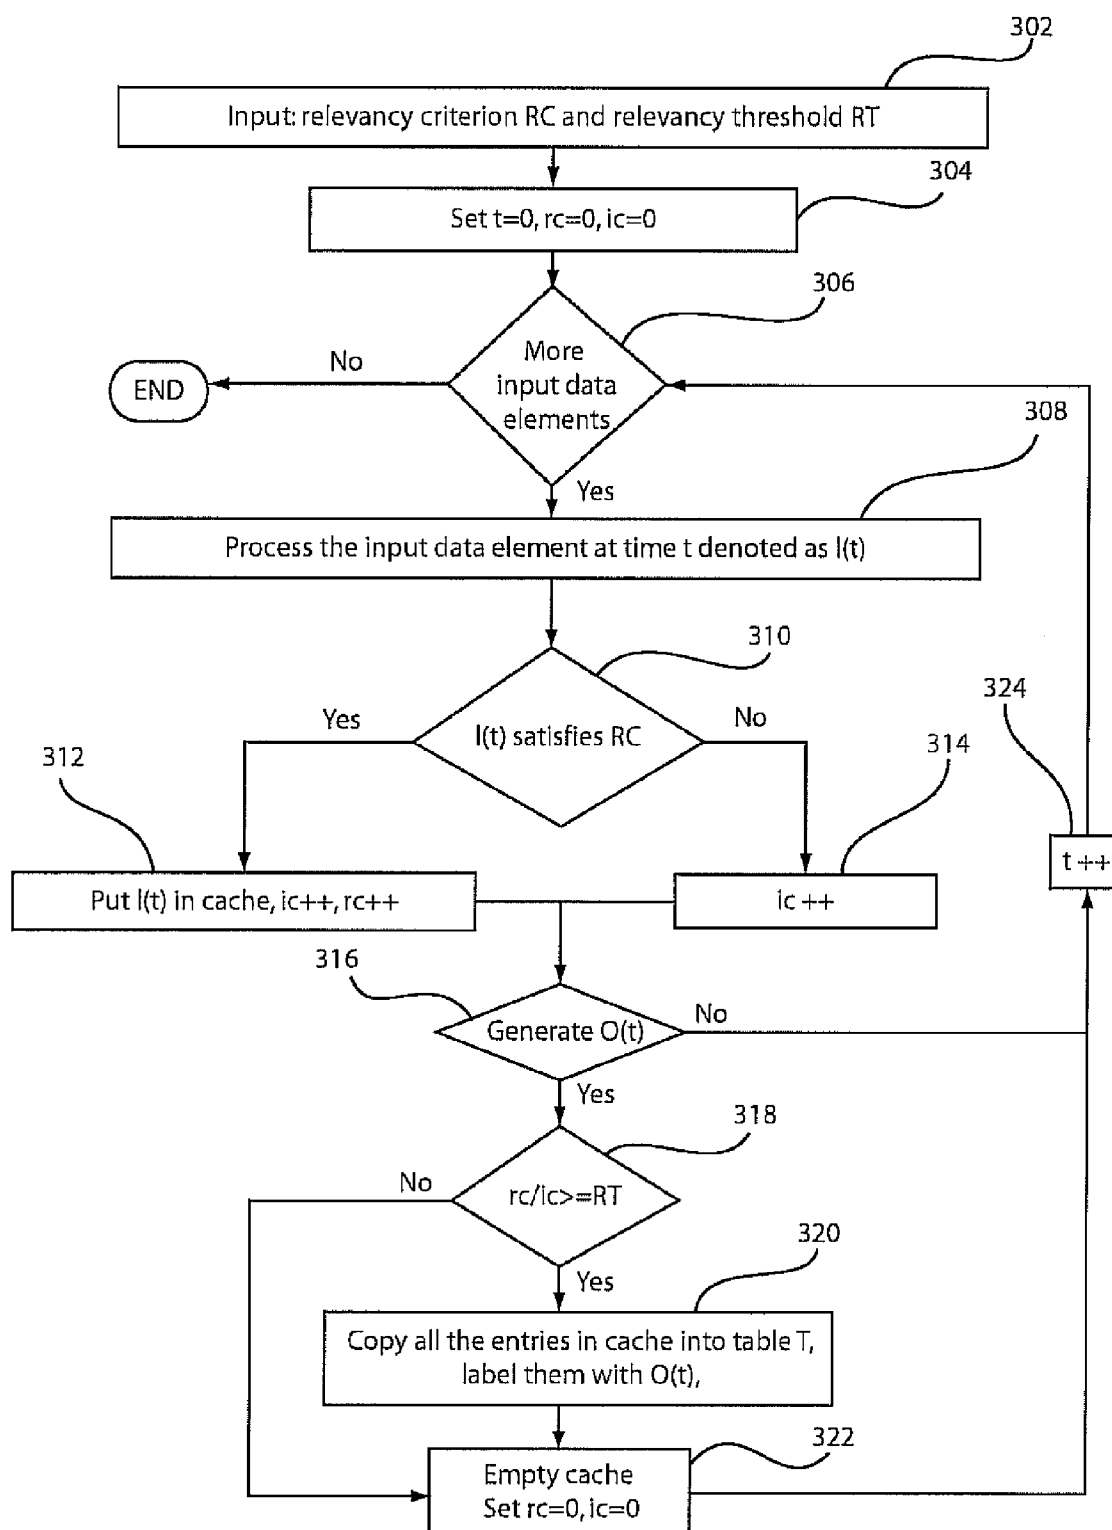 302
Input: relevancy criterion RC and relevancy threshold RT
304
Set t=0, rc=0, ic=0
306
More
input data
elements
No
END
308
Yes
Process the input data element at time t denoted as I(t)
310
I(t) satisfies RC
Yes
No
312
314
324
t ++
Put I(t) in cache, ic++, rc++
ic ++
316
Generate O(t)
No
Yes
318
rc/ic>=RT
No
320
Yes
Copy all the entries in cache into table T,
label them with O(t),
322
Empty cache
Set rc=0, ic=0